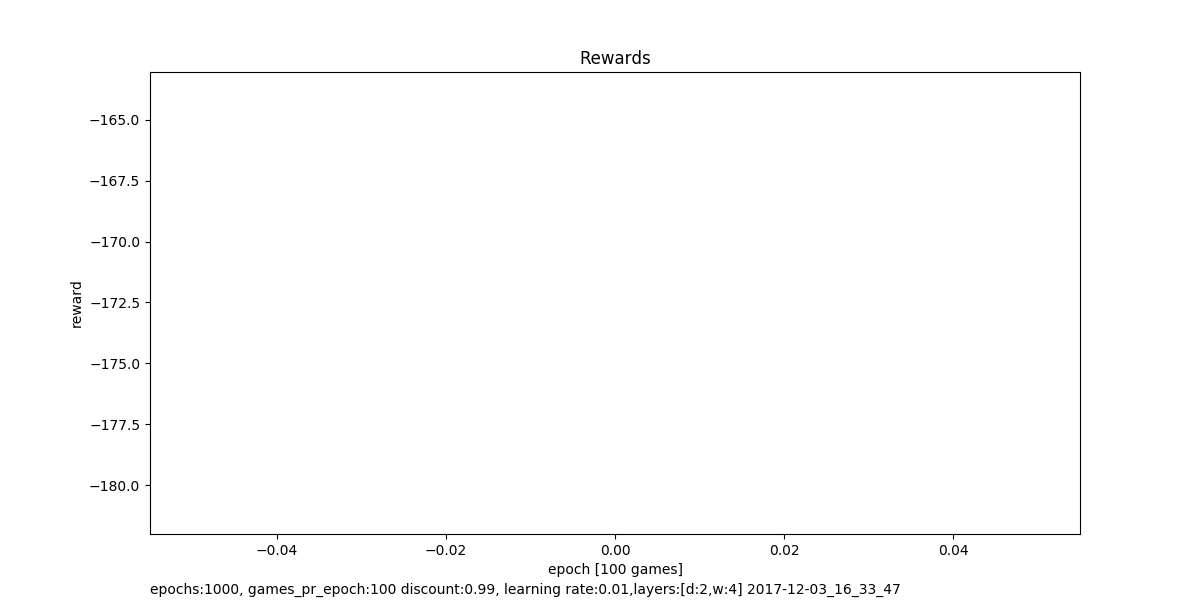 Rewards
−165.0
−167.5
−170.0
−172.5
−175.0
−177.5
−180.0
reward
−0.04 −0.02 0.00 0.02 0.04
epoch [100 games]
epochs:1000, games_pr_epoch:100 discount:0.99, learning rate:0.01,layers:[d:2,w:4] 2017-12-03_16_33_47